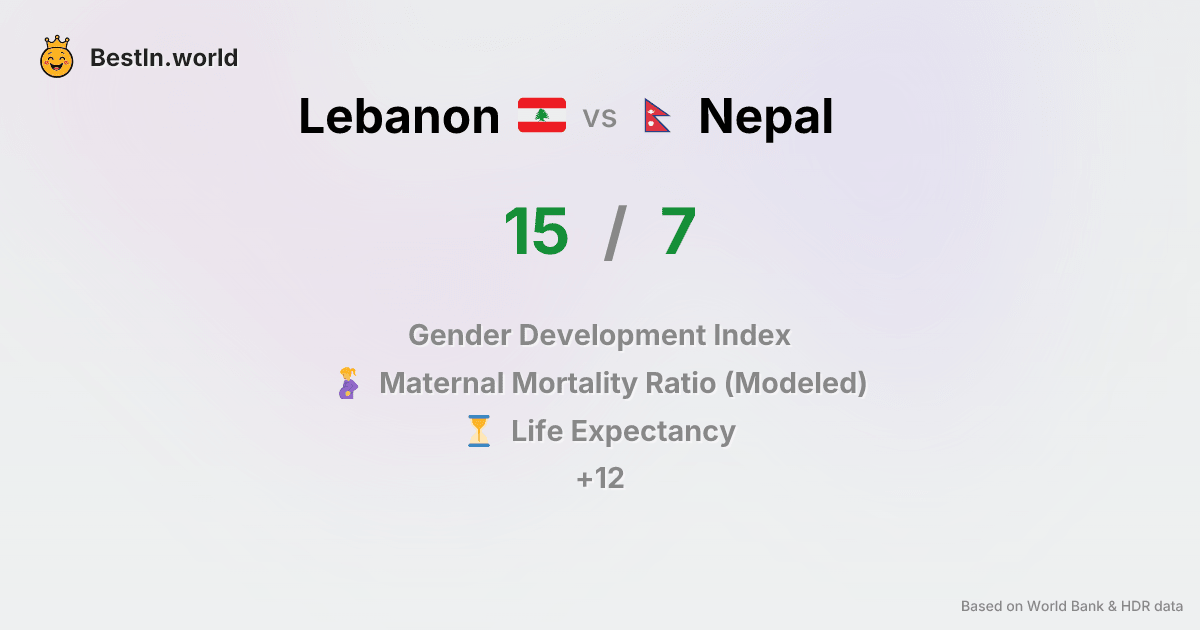 BestIn.world
Lebanon vs Nepal
15 / 7
Gender Development Index
Maternal Mortality Ratio (Modeled)
Life Expectancy
+12
Based on World Bank & HDR data